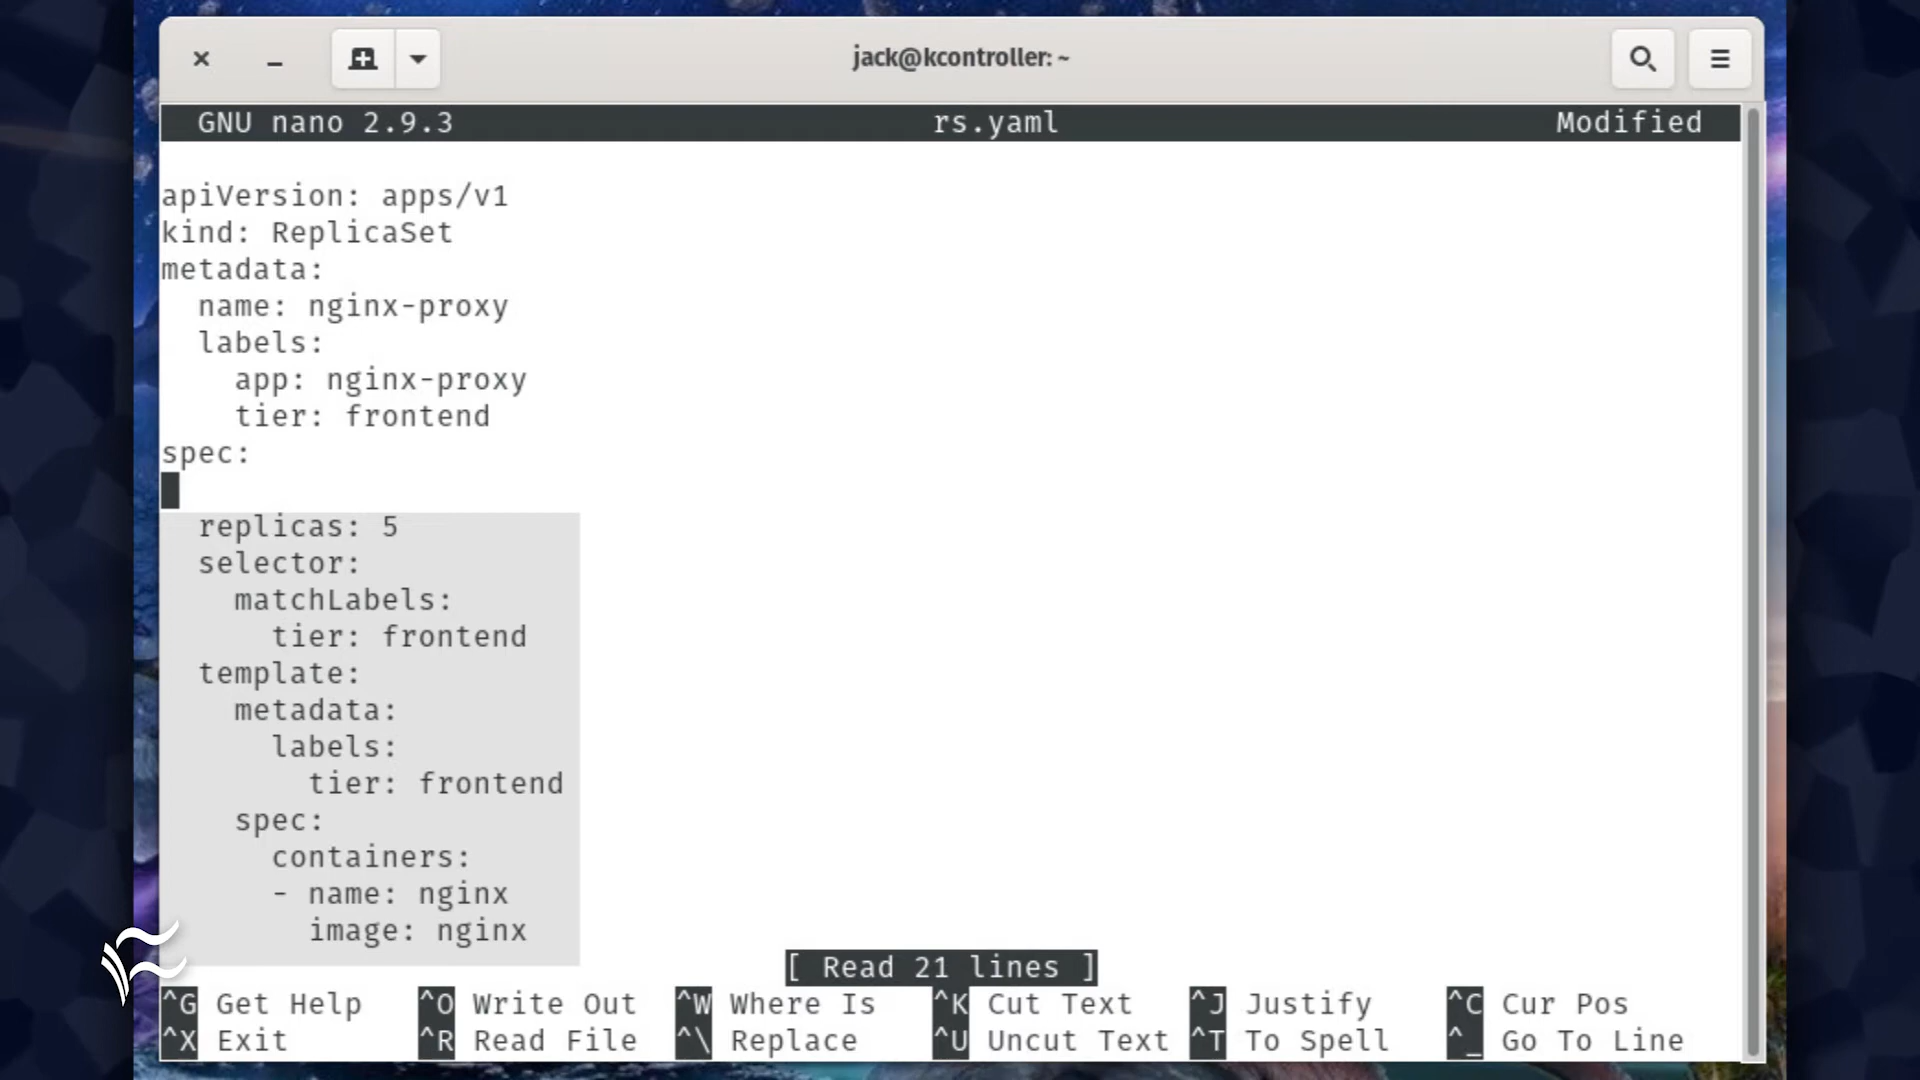 jack@kcontroller: ~
GNU nano 2.9.3 rs.yaml Modified
apiVersion: apps/v1
kind: ReplicaSet
metadata:
  name: nginx-proxy
  labels:
    app: nginx-proxy
    tier: frontend
spec:
  replicas: 5
  selector:
    matchLabels:
      tier: frontend
  template:
    metadata:
      labels:
        tier: frontend
    spec:
      containers:
      - name: nginx
        image: nginx
[ Read 21 lines ]
^G Get Help ^O Write Out ^W Where Is ^K Cut Text ^J Justify ^C Cur Pos
^X Exit ^R Read File ^\ Replace ^U Uncut Text ^T To Spell ^_ Go To Line